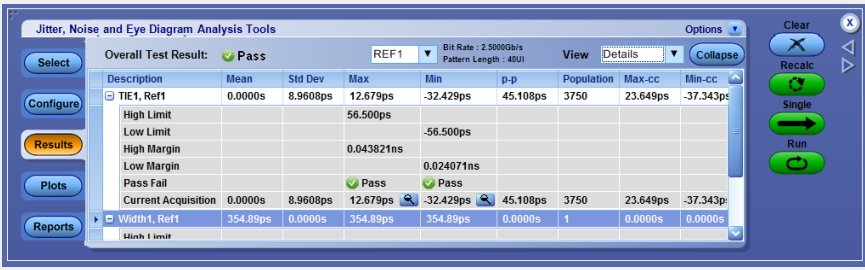 Jitter, Noise and Eye Diagram Analysis Tools
Options
Clear
Recalc
Single
Run
Select
Configure
Results
Plots
Reports
Overall Test Result: Pass
REF1
Bit Rate : 2.5000Gb/s
Pattern Length : 40UI
View Details
Collapse
Description Mean Std Dev Max Min p-p Population Max-cc Min-cc
TIE1, Ref1 0.0000s 8.9608ps 12.679ps -32.429ps 45.108ps 3750 23.649ps -37.343ps
High Limit 56.500ps
Low Limit -56.500ps
High Margin 0.043821ns
Low Margin 0.024071ns
Pass Fail Pass Pass
Current Acquisition 0.0000s 8.9608ps 12.679ps -32.429ps 45.108ps 3750 23.649ps -37.343ps
Width1, Ref1 354.89ps 0.0000s 354.89ps 354.89ps 0.0000s 1 0.0000s 0.0000s
High Limit